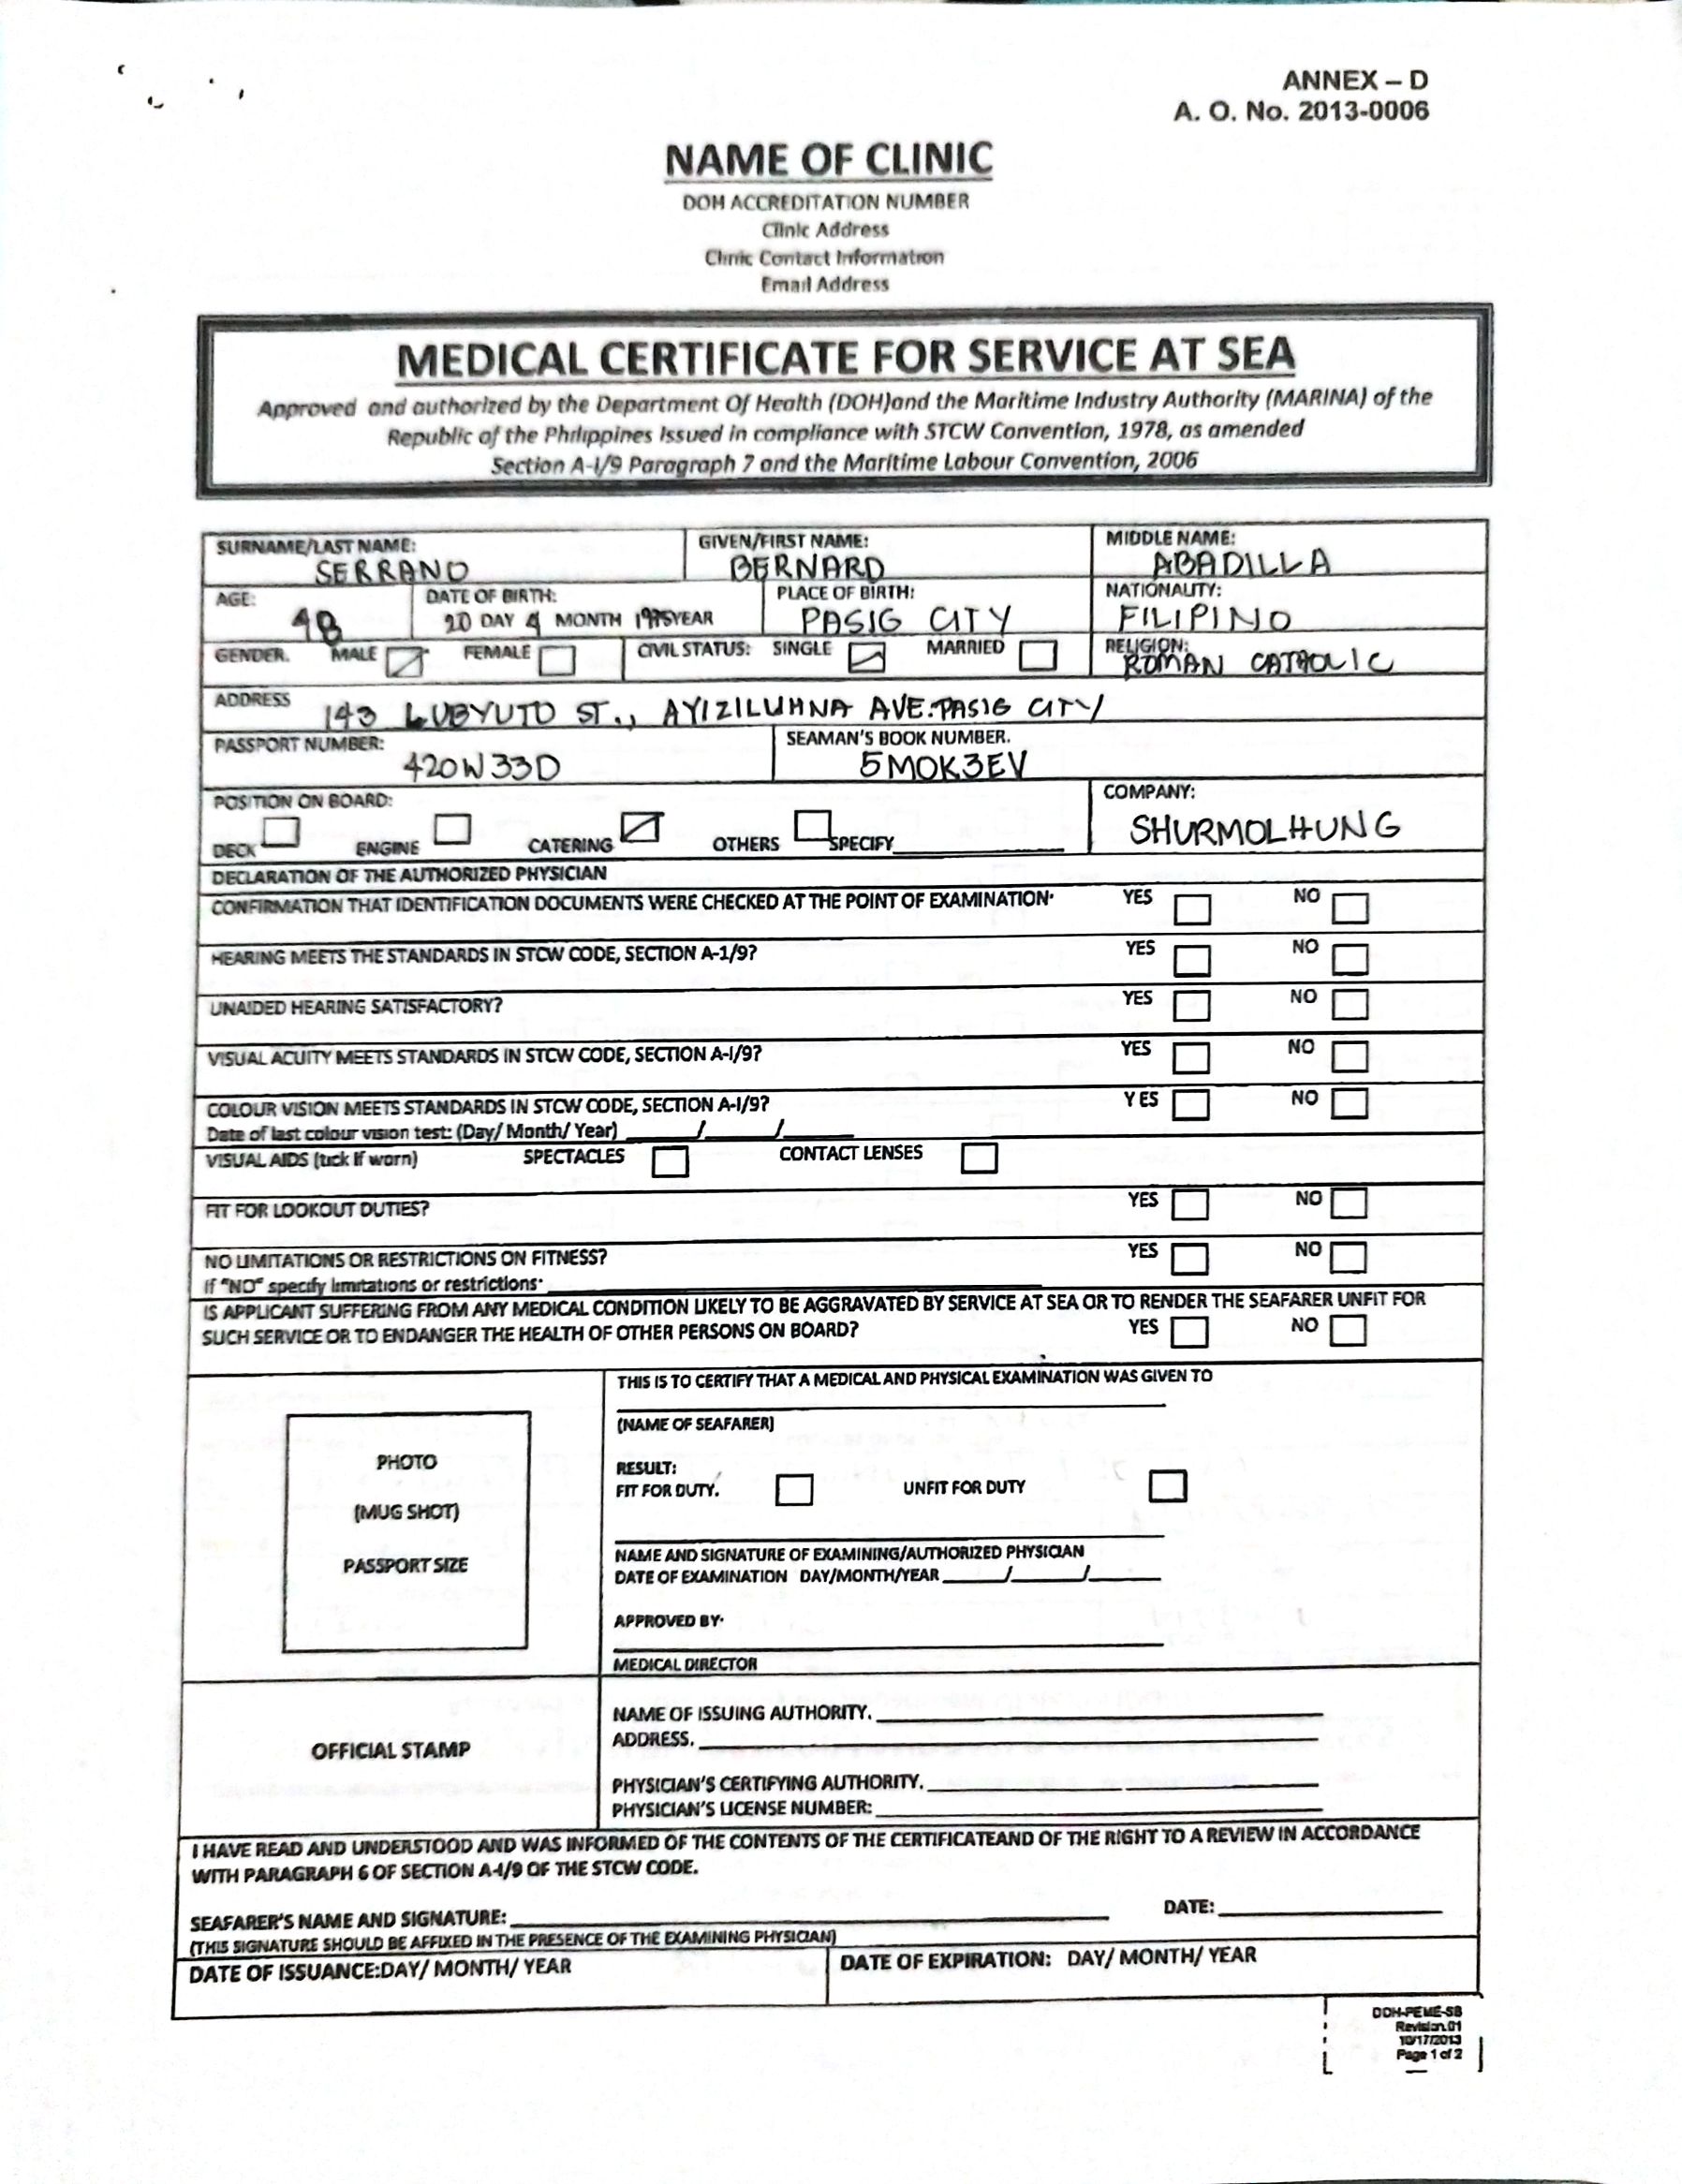 ANNEX – D
A. O. No. 2013-0006
NAME OF CLINIC
DOH ACCREDITATION NUMBER
Clinic Address
Clinic Contact Information
Email Address
MEDICAL CERTIFICATE FOR SERVICE AT SEA
Approved and authorized by the Department Of Health (DOH)and the Maritime Industry Authority (MARINA) of the
Republic of the Philippines Issued in compliance with STCW Convention, 1978, as amended
Section A-I/9 Paragraph 7 and the Maritime Labour Convention, 2006
SURNAME/LAST NAME: GIVEN/FIRST NAME: MIDDLE NAME:
SERRANO BERNARD ABADILLA
AGE: DATE OF BIRTH: PLACE OF BIRTH: NATIONALITY:
20 DAY 4 MONTH 1975YEAR PASIG CITY FILIPINO
GENDER. MALE FEMALE CIVIL STATUS: SINGLE MARRIED RELIGION:
ROMAN CATHOLIC
ADDRESS 143 LUBYUTO ST., AYIZILUHNA AVE. PASIG CITY
PASSPORT NUMBER: SEAMAN'S BOOK NUMBER.
420W33D 5MOK3EV
POSITION ON BOARD: COMPANY:
DECK ENGINE CATERING OTHERS SPECIFY SHURMOLHUNG
DECLARATION OF THE AUTHORIZED PHYSICIAN
CONFIRMATION THAT IDENTIFICATION DOCUMENTS WERE CHECKED AT THE POINT OF EXAMINATION· YES NO
HEARING MEETS THE STANDARDS IN STCW CODE, SECTION A-1/9? YES NO
UNAIDED HEARING SATISFACTORY? YES NO
VISUAL ACUITY MEETS STANDARDS IN STCW CODE, SECTION A-I/9? YES NO
COLOUR VISION MEETS STANDARDS IN STCW CODE, SECTION A-I/9? YES NO
Date of last colour vision test: (Day/ Month/ Year) ______/______/______
VISUAL AIDS (tick if worn) SPECTACLES CONTACT LENSES
FIT FOR LOOKOUT DUTIES? YES NO
NO LIMITATIONS OR RESTRICTIONS ON FITNESS? YES NO
If "NO" specify limitations or restrictions·
IS APPLICANT SUFFERING FROM ANY MEDICAL CONDITION LIKELY TO BE AGGRAVATED BY SERVICE AT SEA OR TO RENDER THE SEAFARER UNFIT FOR
SUCH SERVICE OR TO ENDANGER THE HEALTH OF OTHER PERSONS ON BOARD? YES NO
THIS IS TO CERTIFY THAT A MEDICAL AND PHYSICAL EXAMINATION WAS GIVEN TO
(NAME OF SEAFARER)
PHOTO
(MUG SHOT)
PASSPORT SIZE
RESULT:
FIT FOR DUTY. UNFIT FOR DUTY
NAME AND SIGNATURE OF EXAMINING/AUTHORIZED PHYSICIAN
DATE OF EXAMINATION DAY/MONTH/YEAR ______/______/______
APPROVED BY·
MEDICAL DIRECTOR
OFFICIAL STAMP
NAME OF ISSUING AUTHORITY.
ADDRESS.
PHYSICIAN'S CERTIFYING AUTHORITY.
PHYSICIAN'S LICENSE NUMBER:
I HAVE READ AND UNDERSTOOD AND WAS INFORMED OF THE CONTENTS OF THE CERTIFICATEAND OF THE RIGHT TO A REVIEW IN ACCORDANCE
WITH PARAGRAPH 6 OF SECTION A-I/9 OF THE STCW CODE.
SEAFARER'S NAME AND SIGNATURE: DATE:
(THIS SIGNATURE SHOULD BE AFFIXED IN THE PRESENCE OF THE EXAMINING PHYSICIAN)
DATE OF ISSUANCE:DAY/ MONTH/ YEAR DATE OF EXPIRATION: DAY/ MONTH/ YEAR
DOH-PEME-SB
Revision.01
10/17/2013
Page 1 of 2